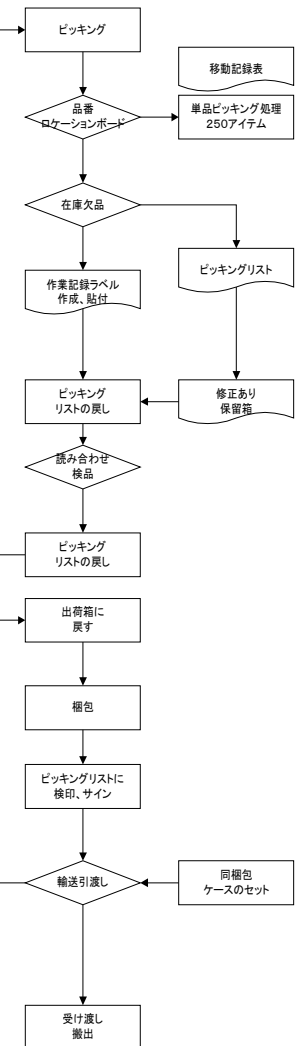 ピッキング
移動記録表
品番
ロケーションボード
単品ピッキング処理
250アイテム
在庫欠品
ピッキングリスト
作業記録ラベル
作成、貼付
ピッキング
リストの戻し
修正あり
保留箱
読み合わせ
検品
ピッキング
リストの戻し
出荷箱に
戻す
梱包
ピッキングリストに
検印、サイン
輸送引渡し
同梱包
ケースのセット
受け渡し
搬出